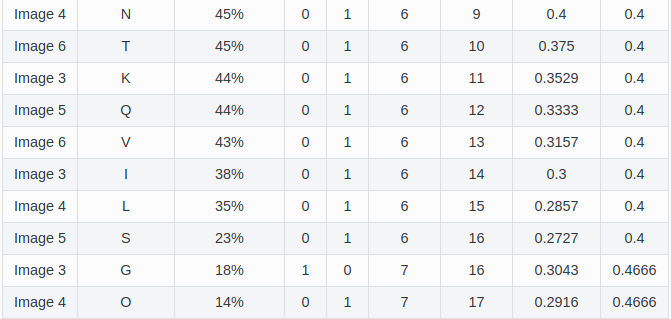 Image 4 N 45% 0 1 6 9 0.4 0.4
Image 6 T 45% 0 1 6 10 0.375 0.4
Image 3 K 44% 0 1 6 11 0.3529 0.4
Image 5 Q 44% 0 1 6 12 0.3333 0.4
Image 6 V 43% 0 1 6 13 0.3157 0.4
Image 3 I 38% 0 1 6 14 0.3 0.4
Image 4 L 35% 0 1 6 15 0.2857 0.4
Image 5 S 23% 0 1 6 16 0.2727 0.4
Image 3 G 18% 1 0 7 16 0.3043 0.4666
Image 4 O 14% 0 1 7 17 0.2916 0.4666